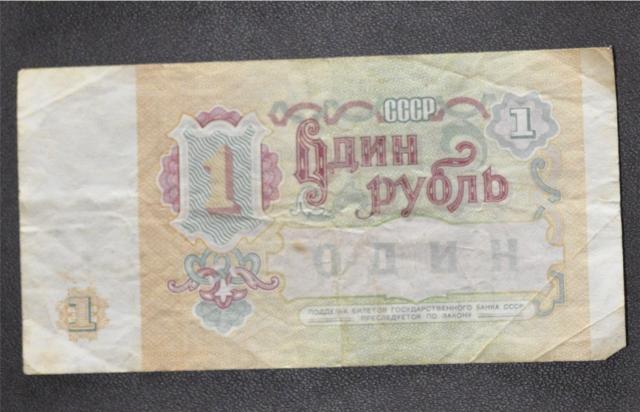 СССР
1
1
Один
рубль
ОДИН
1
ПОДДЕЛКА БИЛЕТОВ ГОСУДАРСТВЕННОГО БАНКА СССР
ПРЕСЛЕДУЕТСЯ ПО ЗАКОНУ